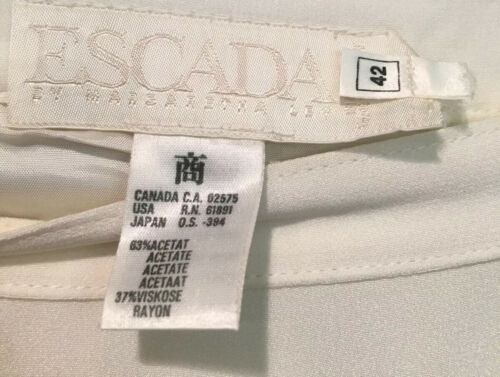 ESCADA
BY MARGARETHA LEY
42
商
CANADA C.A. 02575
USA R.N. 61891
JAPAN O.S. -394
63%ACETAT
ACETATE
ACETATE
ACETAAT
37%VISKOSE
RAYON